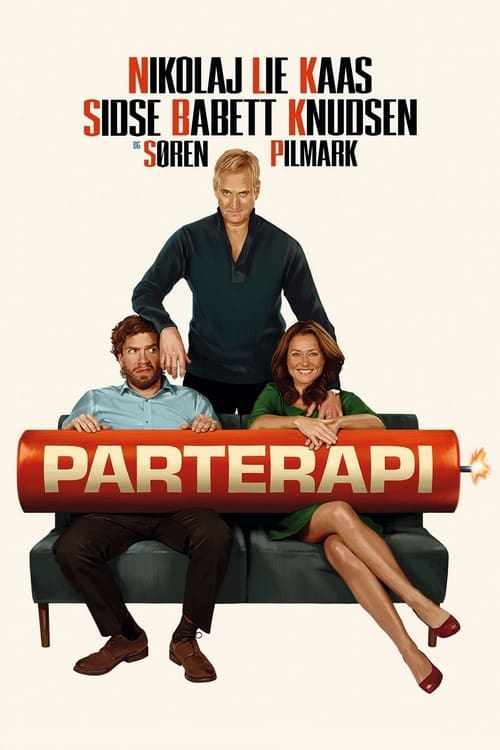 NIKOLAJ LIE KAAS
SIDSE BABETT KNUDSEN
OG SØREN PILMARK
PARTERAPI